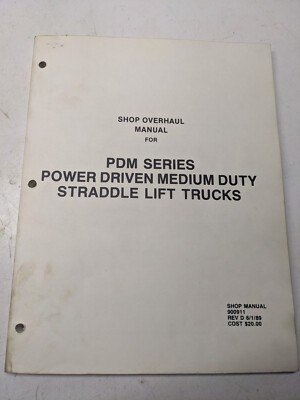 SHOP OVERHAUL
MANUAL
FOR
PDM SERIES
POWER DRIVEN MEDIUM DUTY
STRADDLE LIFT TRUCKS
SHOP MANUAL
900911
REV D 6/1/89
COST $20.00